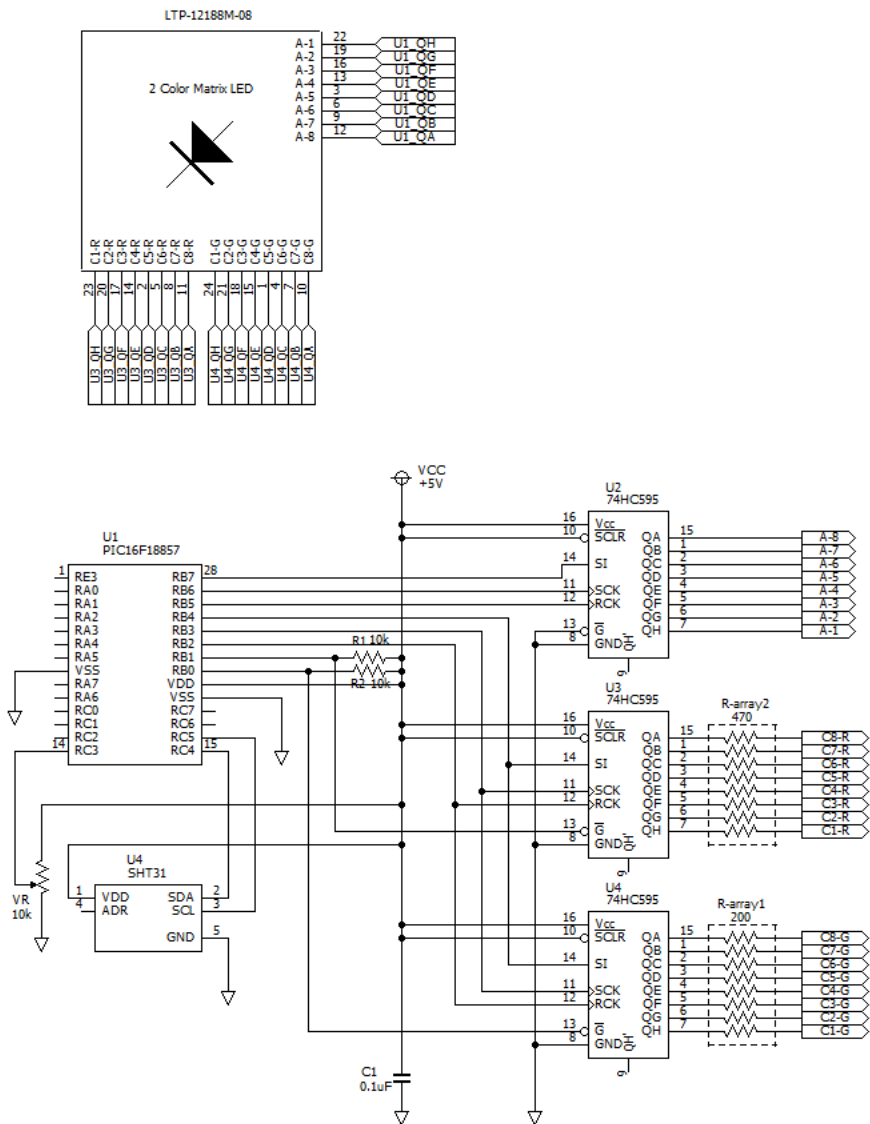 LTP-12188M-08
2 Color Matrix LED
A-1 22 U1_QH
A-2 19 U1_QG
A-3 16 U1_QF
A-4 13 U1_QE
A-5 3 U1_QD
A-6 6 U1_QC
A-7 9 U1_QB
A-8 12 U1_QA
C1-R C2-R C3-R C4-R C5-R C6-R C7-R C8-R C1-G C2-G C3-G C4-G C5-G C6-G C7-G C8-G
23 20 17 14 2 5 8 11 24 21 18 15 1 4 7 10
U3_QH U3_QG U3_QF U3_QE U3_QD U3_QC U3_QB U3_QA U4_QH U4_QG U4_QF U4_QE U4_QD U4_QC U4_QB U4_QA
VCC
+5V
U1
PIC16F18857
1 RE3 RB7 28
RA0 RB6
RA1 RB5
RA2 RB4
RA3 RB3
RA4 RB2
RA5 RB1
VSS RB0
RA7 VDD
RA6 VSS
RC0 RC7
RC1 RC6
RC2 RC5
14 RC3 RC4 15
R1 10k
R2 10k
VR
10k
U4
SHT31
1 VDD SDA 2
4 ADR SCL 3
GND 5
C1
0.1uF
U2
74HC595
16 Vcc
10 SCLR QA 15 A-8
QB 1 A-7
14 SI QC 2 A-6
QD 3 A-5
11 SCK QE 4 A-4
12 RCK QF 5 A-3
QG 6 A-2
13 G QH 7 A-1
8 GND QH'
9
U3
74HC595
R-array2
470
16 Vcc
10 SCLR QA 15 C8-R
QB 1 C7-R
14 SI QC 2 C6-R
QD 3 C5-R
11 SCK QE 4 C4-R
12 RCK QF 5 C3-R
QG 6 C2-R
13 G QH 7 C1-R
8 GND QH'
9
U4
74HC595
R-array1
200
16 Vcc
10 SCLR QA 15 C8-G
QB 1 C7-G
14 SI QC 2 C6-G
QD 3 C5-G
11 SCK QE 4 C4-G
12 RCK QF 5 C3-G
QG 6 C2-G
13 G QH 7 C1-G
8 GND QH'
9